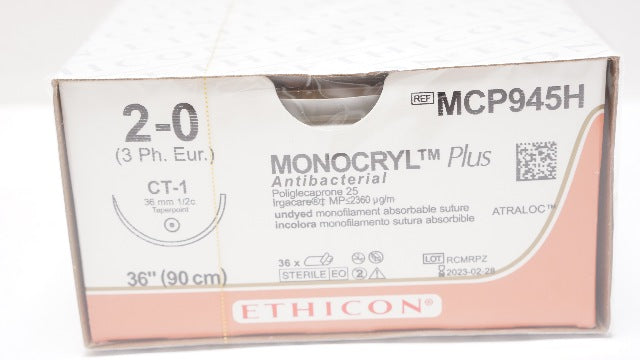 2-0
(3 Ph. Eur.)
CT-1
36 mm 1/2c
Taperpoint
36" (90 cm)
REF MCP945H
MONOCRYL™ Plus
Antibacterial
Poliglecaprone 25
Irgacare®‡ MP≤2360 µg/m
undyed monofilament absorbable suture
incolora monofilamento sutura absorbible
ATRALOC™
36 x
STERILE EO 2
LOT RCMRPZ
2023-02-28
ETHICON®